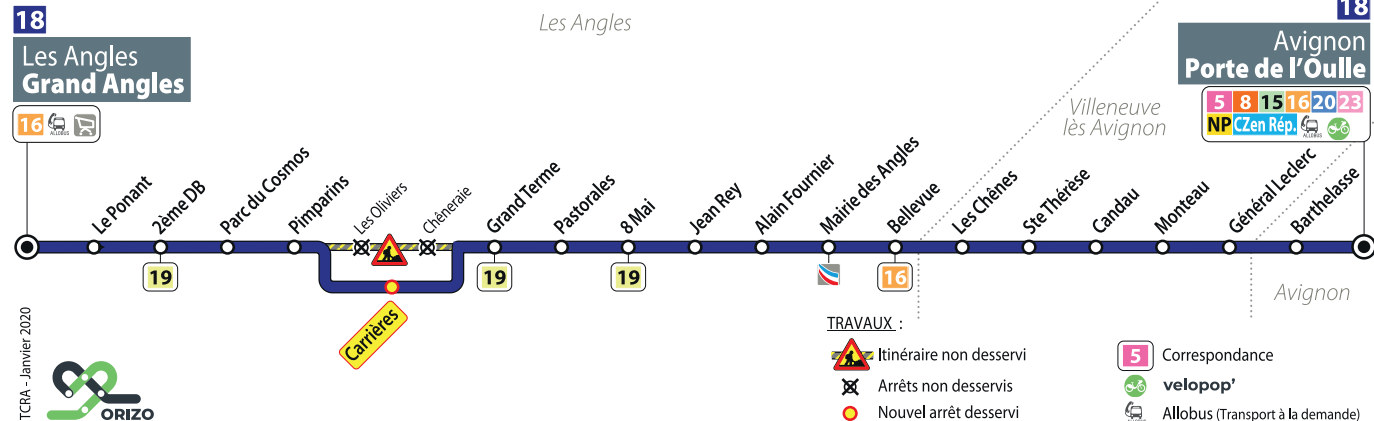 18
Les Angles
Grand Angles
16
ALLOBUS
Les Angles
18
Avignon
Porte de l'Oulle
5 8 15 16 20 23
NP CZen Rép.
ALLOBUS
Villeneuve
lès Avignon
Le Ponant
2ème DB
Parc du Cosmos
Pimparins
Les Oliviers
Chêneraie
Grand Terme
Pastorales
8 Mai
Jean Rey
Alain Fournier
Mairie des Angles
Bellevue
Les Chênes
Ste Thérèse
Candau
Monteau
Général Leclerc
Barthelasse
19
19
19
16
Carrières
Avignon
TCRA - Janvier 2020
ORIZO
TRAVAUX :
Itinéraire non desservi
Arrêts non desservis
Nouvel arrêt desservi
5 Correspondance
velopop'
ALLOBUS
Allobus (Transport à la demande)